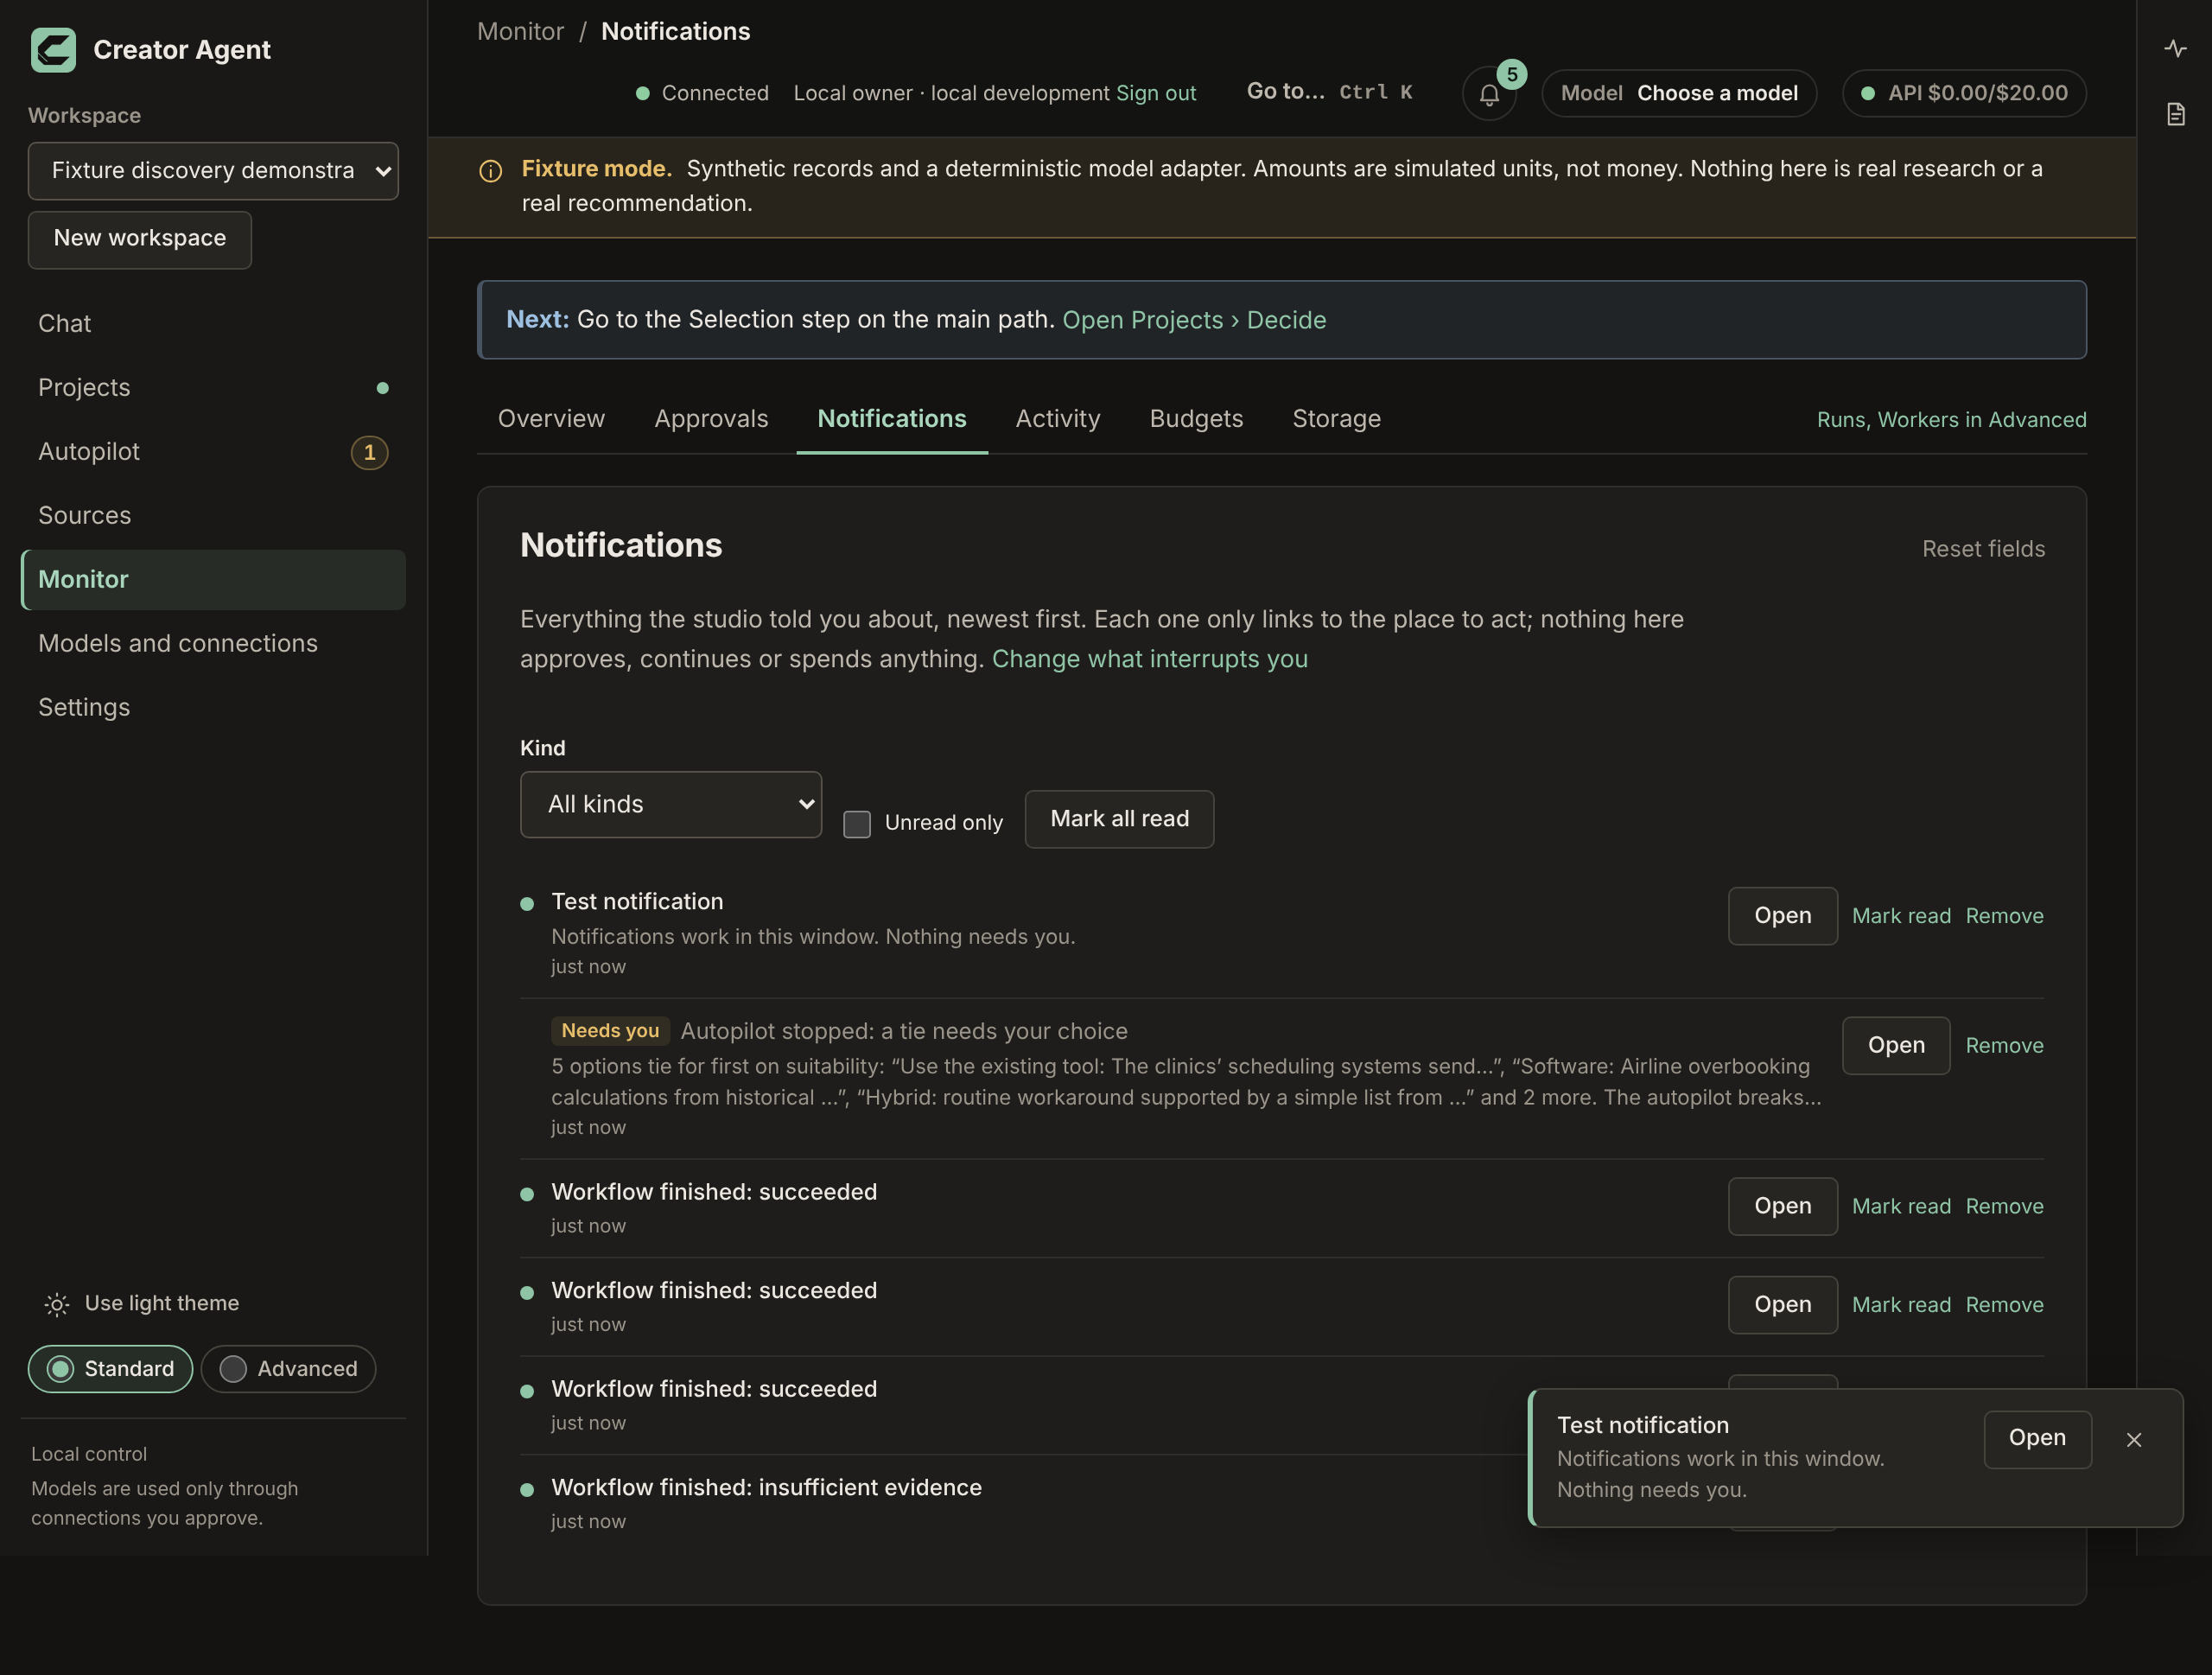 Creator Agent
Workspace
Fixture discovery demonstra
New workspace
Chat
Projects
Autopilot 1
Sources
Monitor
Models and connections
Settings
Use light theme
Standard Advanced
Local control
Models are used only through
connections you approve.
Monitor / Notifications
Connected Local owner · local development Sign out Go to... Ctrl K 5 Model Choose a model API $0.00/$20.00
Fixture mode. Synthetic records and a deterministic model adapter. Amounts are simulated units, not money. Nothing here is real research or a
real recommendation.
Next: Go to the Selection step on the main path. Open Projects › Decide
Overview Approvals Notifications Activity Budgets Storage Runs, Workers in Advanced
Notifications Reset fields
Everything the studio told you about, newest first. Each one only links to the place to act; nothing here
approves, continues or spends anything. Change what interrupts you
Kind
All kinds Unread only Mark all read
Test notification Open Mark read Remove
Notifications work in this window. Nothing needs you.
just now
Needs you Autopilot stopped: a tie needs your choice Open Remove
5 options tie for first on suitability: “Use the existing tool: The clinics’ scheduling systems send...”, “Software: Airline overbooking
calculations from historical ...”, “Hybrid: routine workaround supported by a simple list from ...” and 2 more. The autopilot breaks...
just now
Workflow finished: succeeded Open Mark read Remove
just now
Workflow finished: succeeded Open Mark read Remove
just now
Workflow finished: succeeded
just now
Workflow finished: insufficient evidence
just now
Test notification Open
Notifications work in this window.
Nothing needs you.